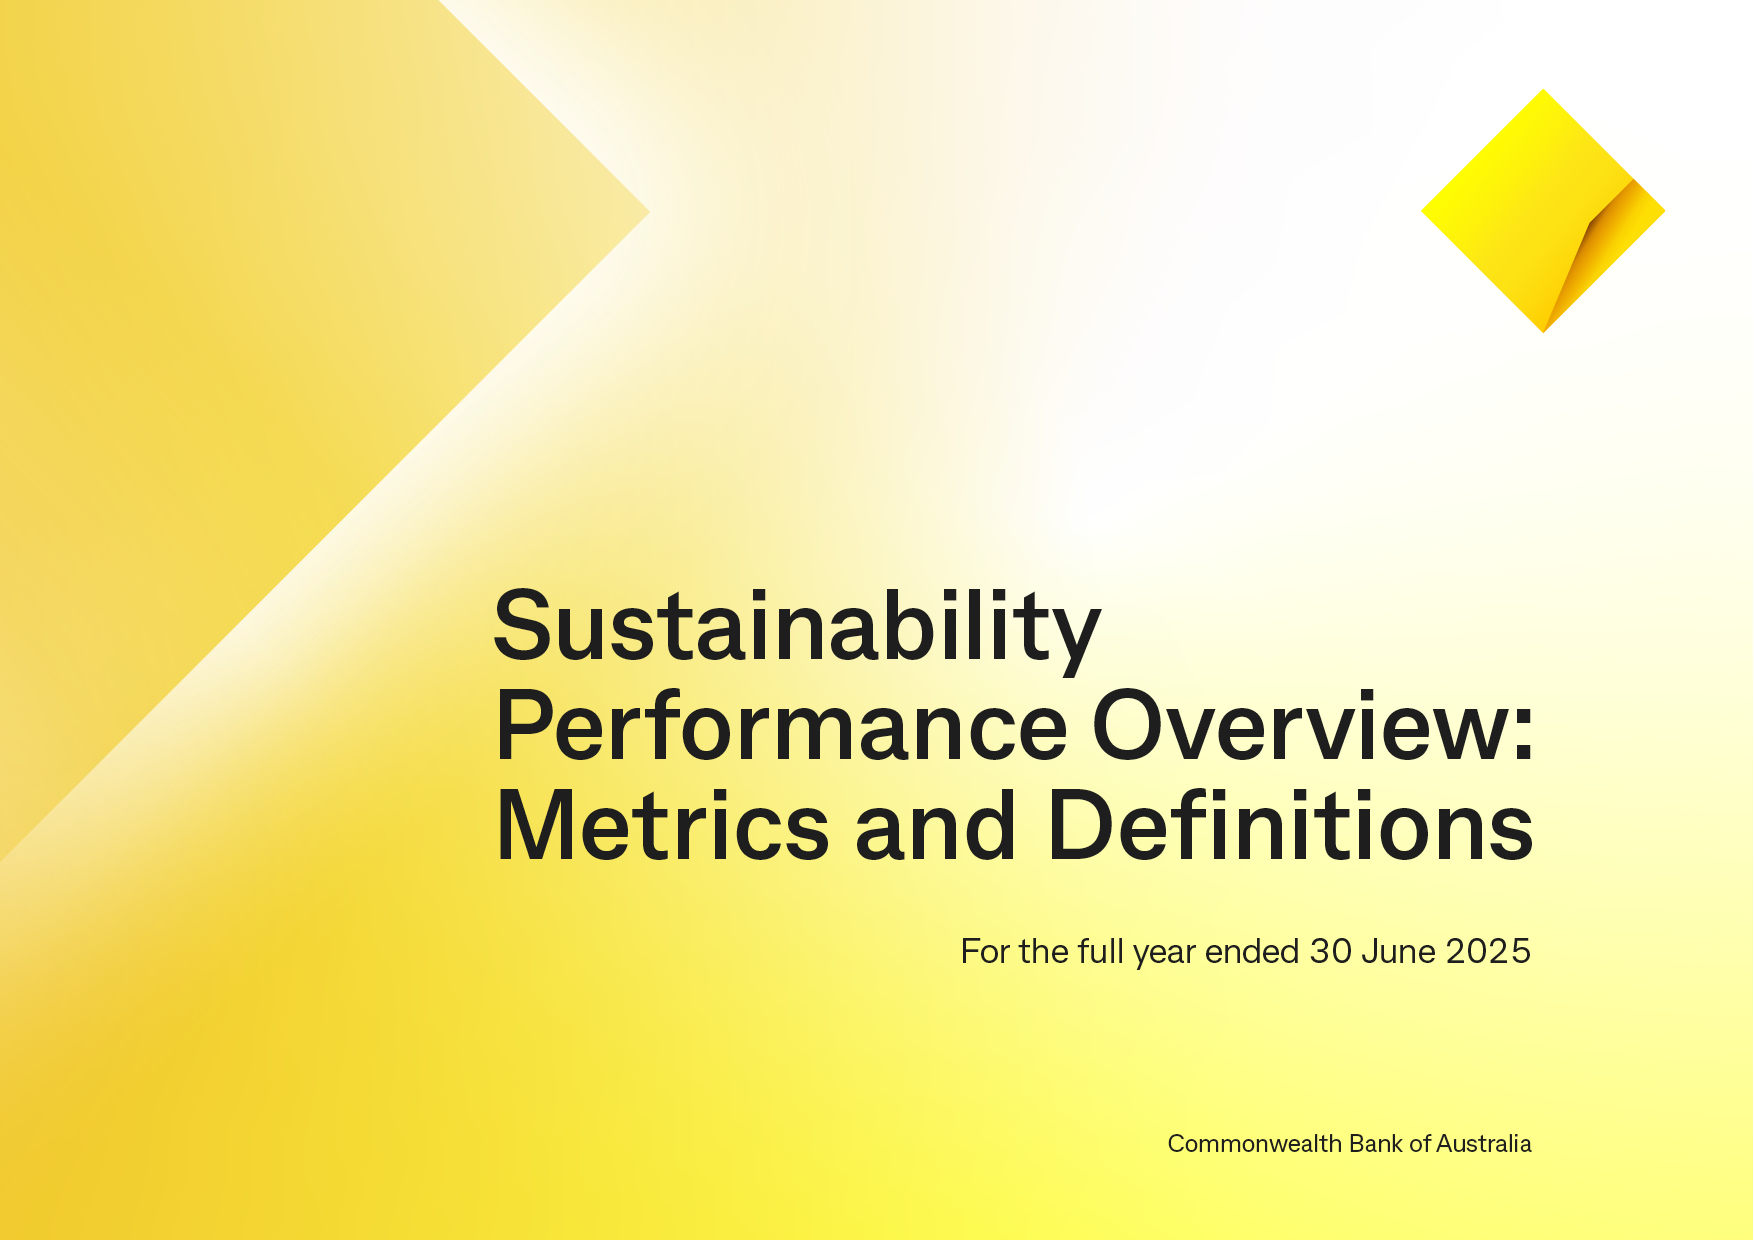 Sustainability
Performance Overview:
Metrics and Definitions
For the full year ended 30 June 2025
Commonwealth Bank of Australia